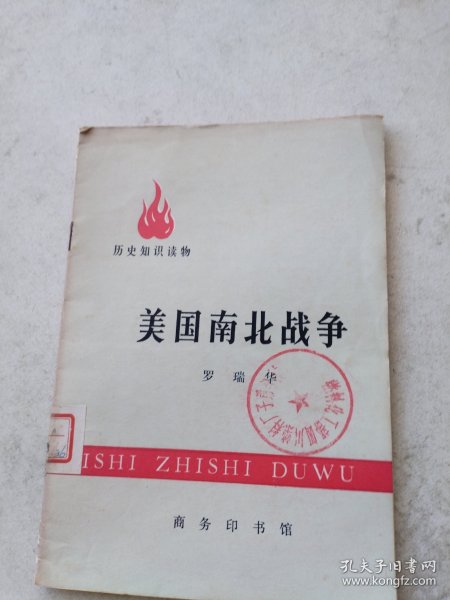 历史知识读物
美国南北战争
罗瑞华
ISHI ZHISHI DUWU
商务印书馆
孔夫子旧书网
www.kongfz.com